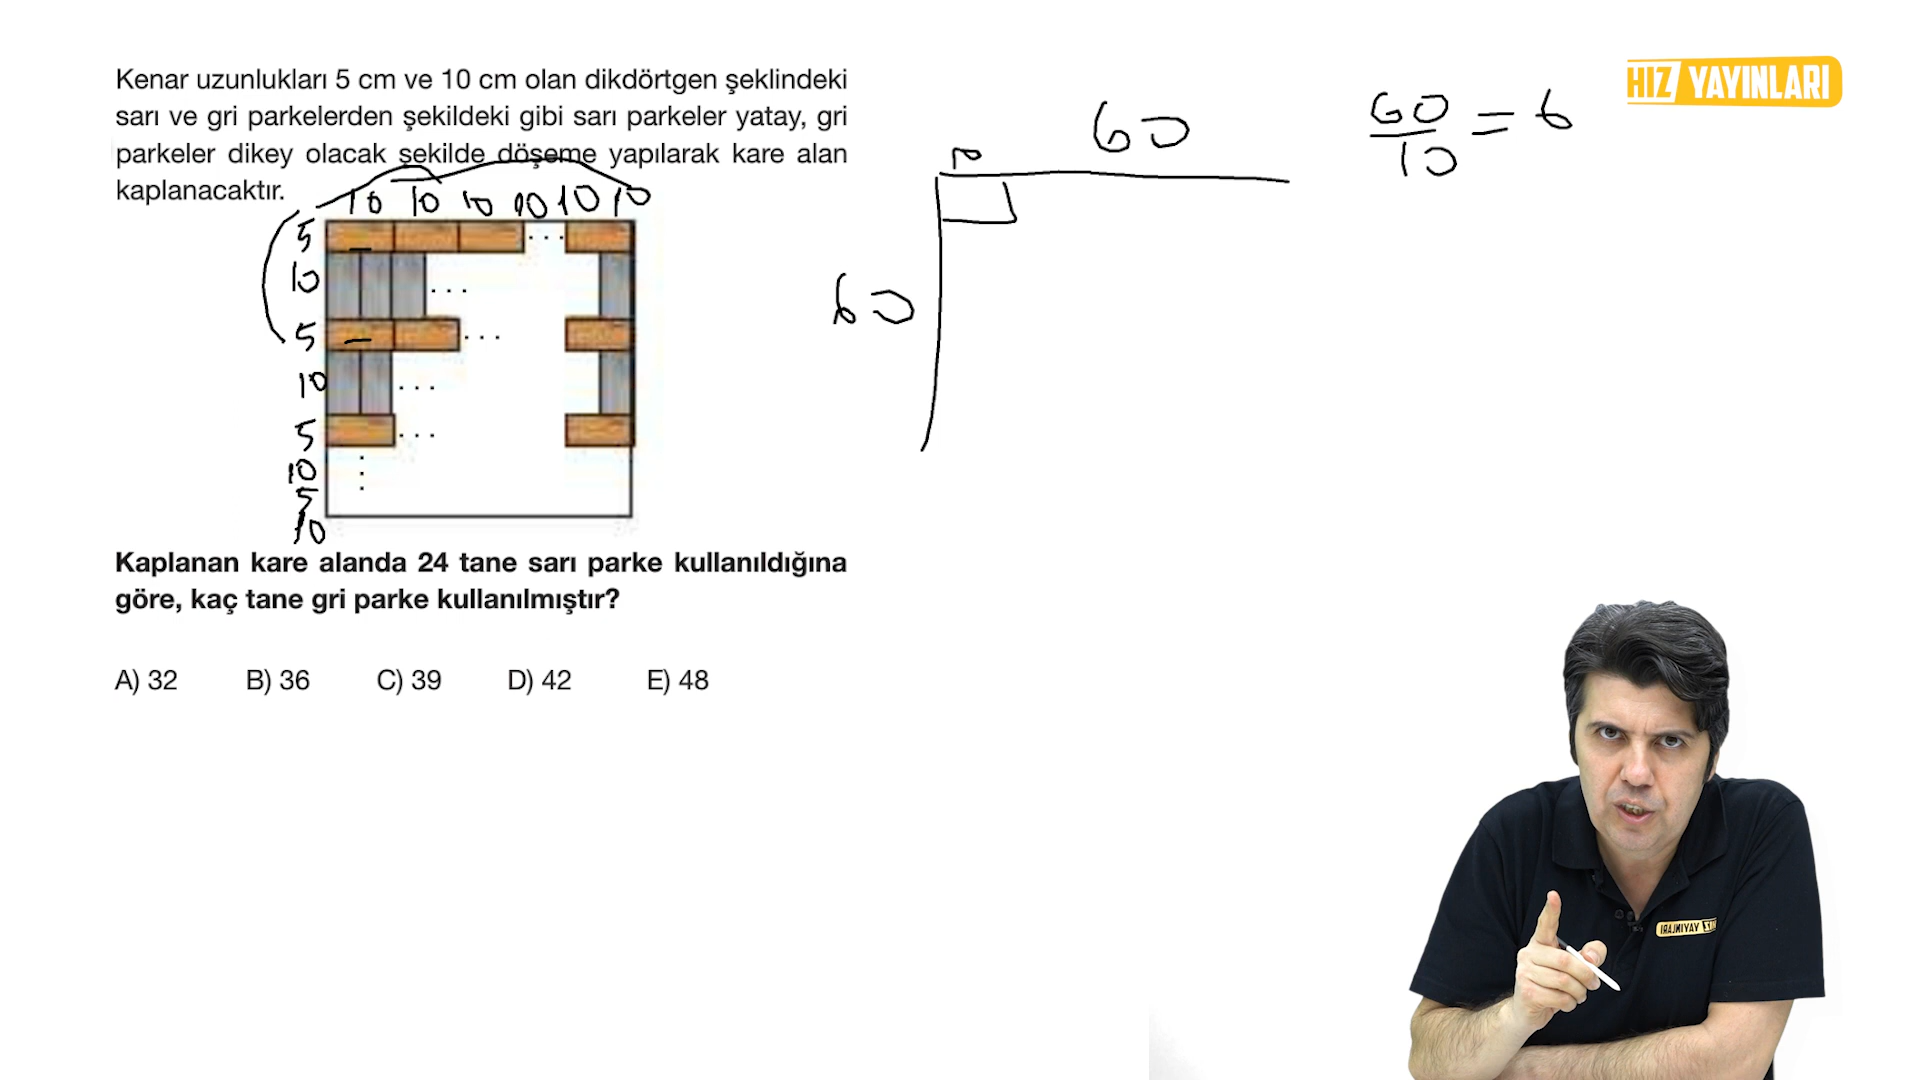 Kenar uzunlukları 5 cm ve 10 cm olan dikdörtgen şeklindeki
sarı ve gri parkelerden şekildeki gibi sarı parkeler yatay, gri
parkeler dikey olacak şekilde döşeme yapılarak kare alan
kaplanacaktır.
10 10 10 10 10 10
5
10
5
10
5
10
5
10
Kaplanan kare alanda 24 tane sarı parke kullanıldığına
göre, kaç tane gri parke kullanılmıştır?
A) 32 B) 36 C) 39 D) 42 E) 48
60
10
60
60/10 = 6
HIZ YAYINLARI
HIZ YAYINLARI